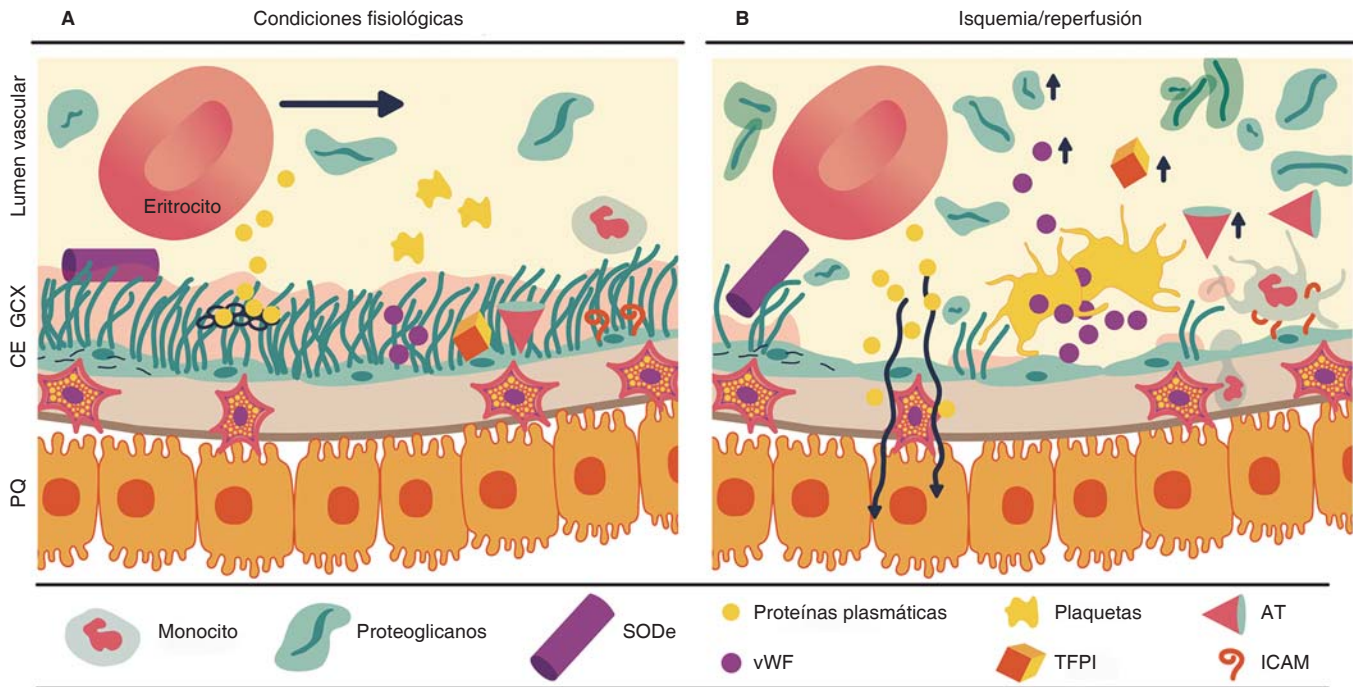 A Condiciones fisiológicas
B Isquemia/reperfusión
Lumen vascular
GCX
CE
PQ
Eritrocito
Monocito
Proteoglicanos
SODe
Proteínas plasmáticas
Plaquetas
AT
vWF
TFPI
ICAM